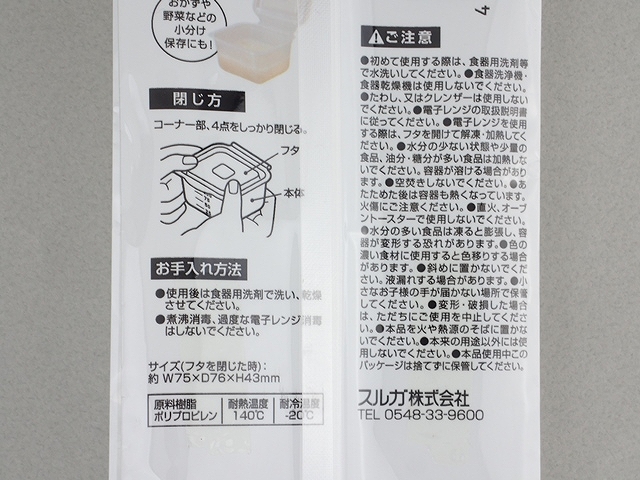 おかずや
野菜などの
小分け
保存にも!
閉じ方
コーナー部、4点をしっかり閉じる。
フタ
本体
お手入れ方法
●使用後は食器用洗剤で洗い、乾燥
させてください。
●煮沸消毒、過度な電子レンジ消毒
はしないでください。
サイズ(フタを閉じた時):
約 W75×D76×H43mm
原料樹脂 耐熱温度 耐冷温度
ポリプロピレン 140℃ -20℃
4
ご注意
●初めて使用する際は、食器用洗剤等
で水洗いしてください。●食器洗浄機・
食器乾燥機は使用しないでください。
●たわし、又はクレンザーは使用しない
でください。●電子レンジの取扱説明書
に従ってください。●電子レンジを使用
する際は、フタを開けて解凍・加熱してく
ださい。●水分の少ない状態や少量の
食品、油分・糖分が多い食品は加熱しな
いでください。容器が溶ける場合があり
ます。●空焚きしないでください。●あ
たためた後は容器も熱くなっています。
火傷にご注意ください。●直火、オーブ
ントースターで使用しないでください。
●水分の多い食品は凍ると膨張し、容
器が変形する恐れがあります。●色の
濃い食材に使用すると色移りする場合
があります。●斜めに置かないでくだ
さい。液漏れする場合があります。●小
さなお子様の手が届かない場所で保管
してください。●変形・破損した場合
は、ただちにご使用を中止してくださ
い。●本品を火や熱源のそばに置かな
いでください。●本来の用途以外には使
用しないでください。●本品使用中この
パッケージは捨てずに保管してください。
スルガ株式会社
TEL 0548-33-9600